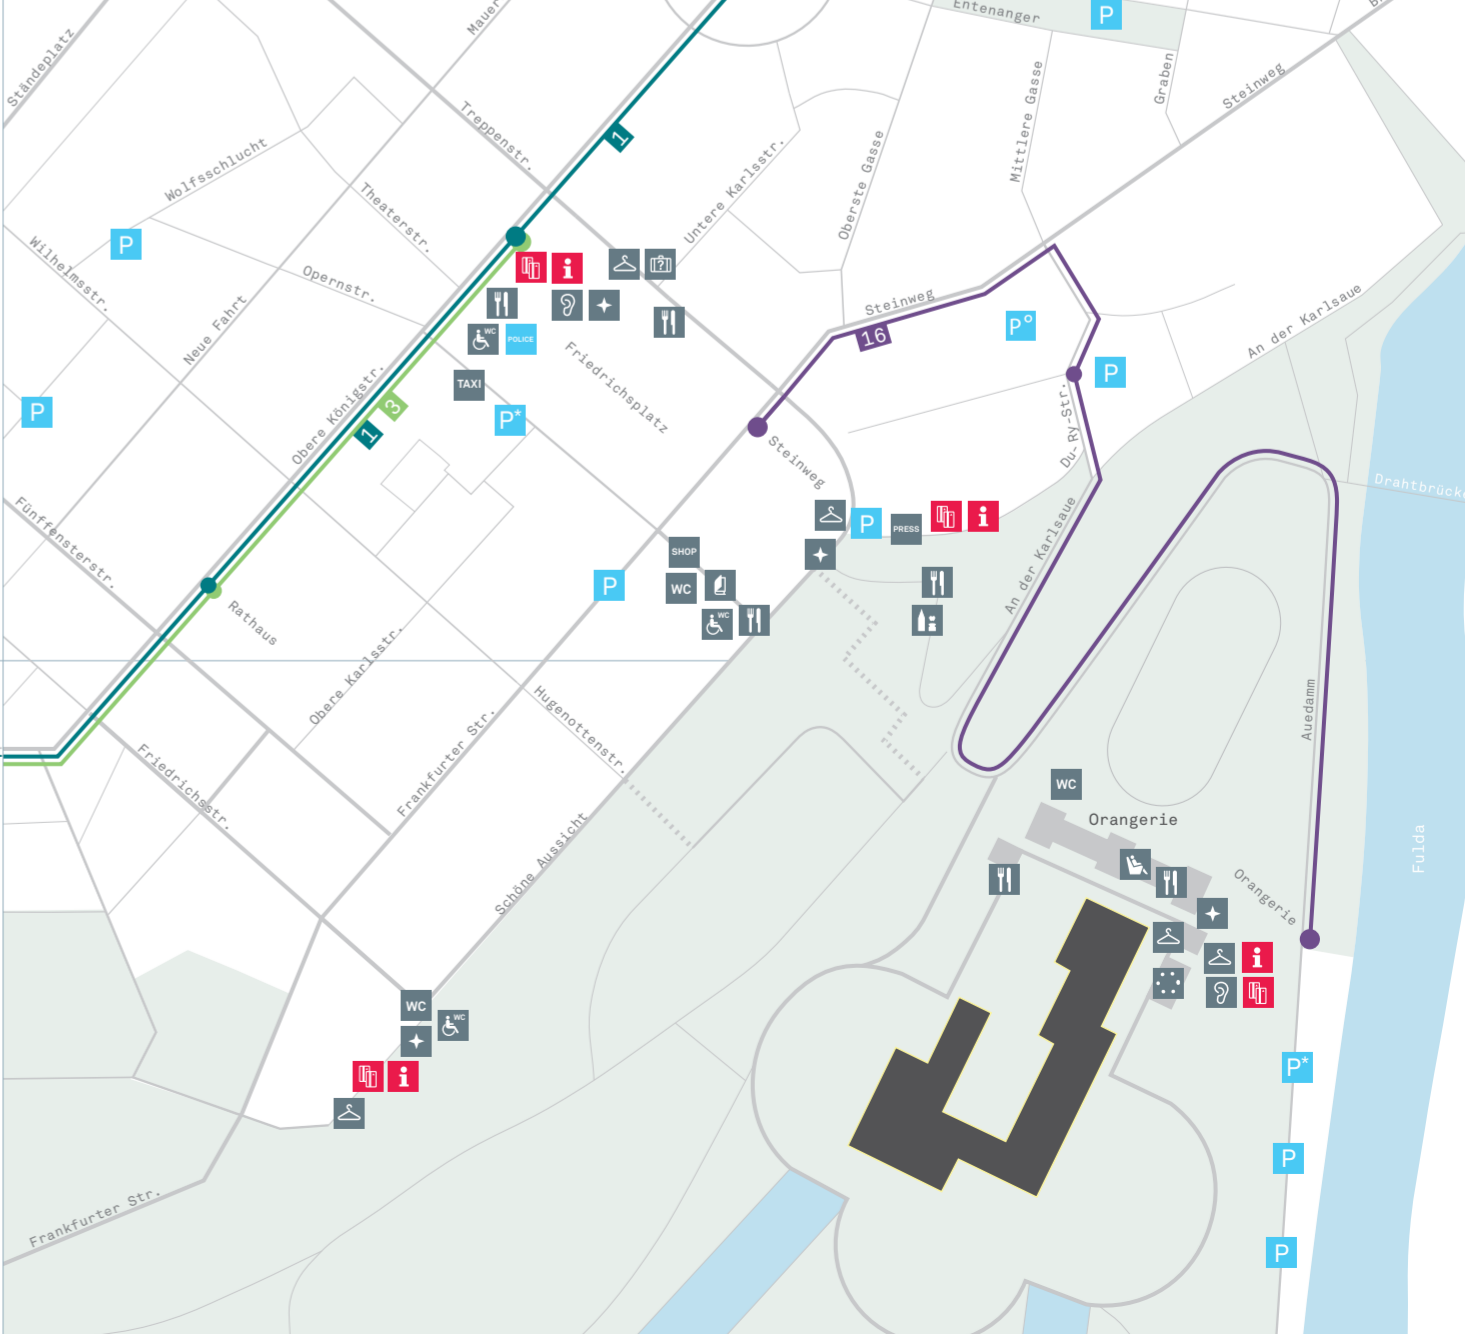 Entenanger
P
Mauer
Ständeplatz
Treppenstr.
Graben
Steinweg
Mittlere Gasse
1
Wolfsschlucht
Untere Karlsstr.
Oberste Gasse
Theaterstr.
P
Wilhelmsstr.
Opernstr.
i
?
Neue Fahrt
Steinweg
An der Karlsaue
WC
POLICE
16
P°
Friedrichsplatz
TAXI
P
Obere Königstr.
3
P
P*
1
Du-Ry-Str.
Steinweg
Drahtbrücke
Fünffensterstr.
P
PRESS
i
An der Karlsaue
SHOP
P
WC
WC
Rathaus
Obere Karlsstr.
Hugenottenstr.
Auedamm
Frankfurter Str.
Friedrichsstr.
WC
Orangerie
Schöne Aussicht
Fulda
Orangerie
i
WC
WC
i
P*
P
Frankfurter Str.
P